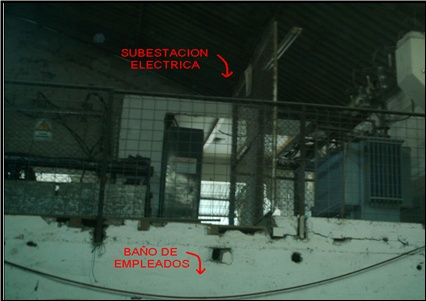 SUBESTACION
ELECTRICA
BAÑO DE
EMPLEADOS